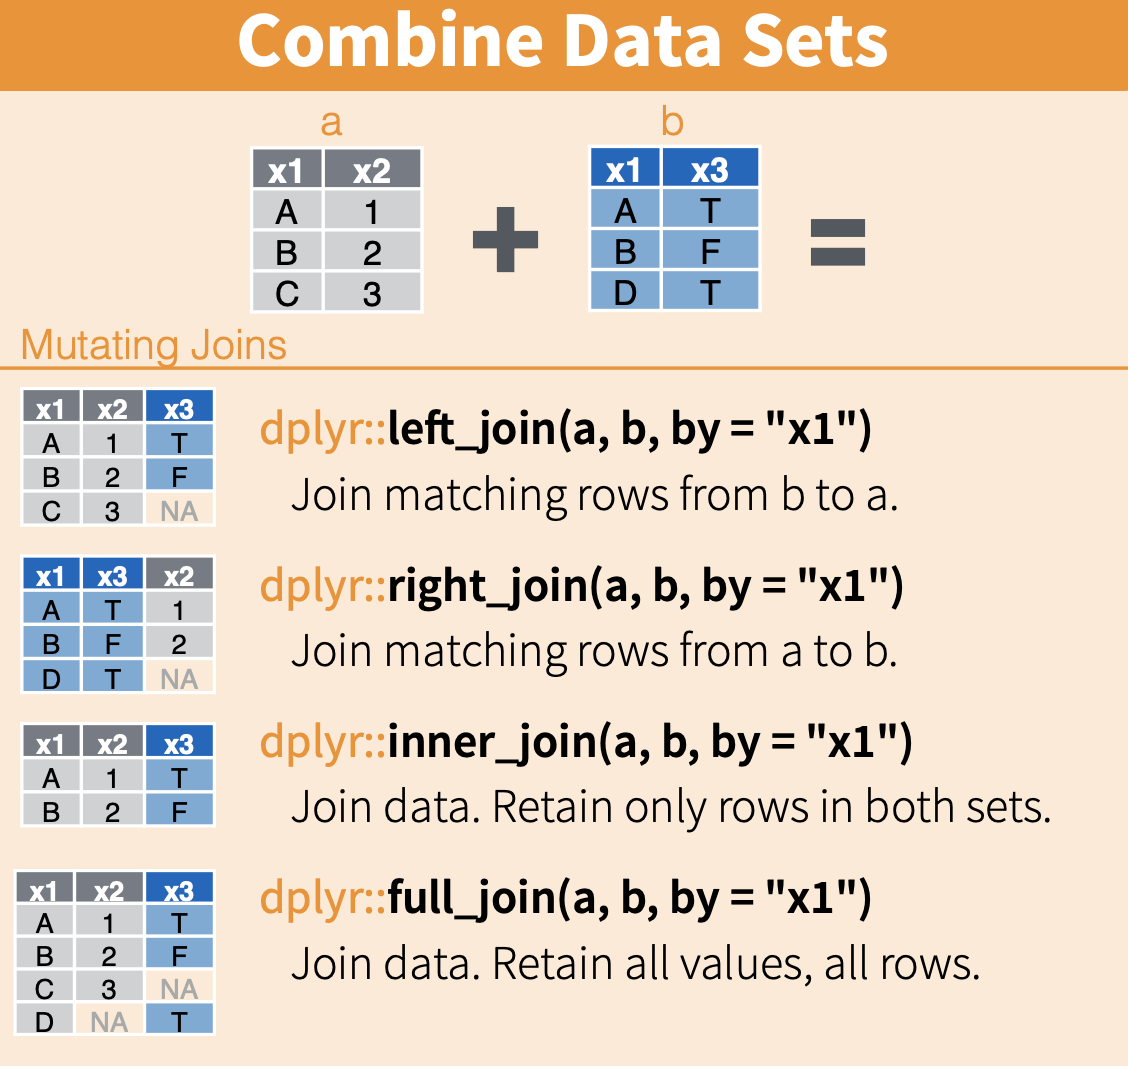 Combine Data Sets
a b
x1 x2 x1 x3
A 1 A T
B 2 + B F =
C 3 D T
Mutating Joins
x1 x2 x3
A 1 T
B 2 F
C 3 NA
dplyr::left_join(a, b, by = "x1")
Join matching rows from b to a.
x1 x3 x2
A T 1
B F 2
D T NA
dplyr::right_join(a, b, by = "x1")
Join matching rows from a to b.
x1 x2 x3
A 1 T
B 2 F
dplyr::inner_join(a, b, by = "x1")
Join data. Retain only rows in both sets.
x1 x2 x3
A 1 T
B 2 F
C 3 NA
D NA T
dplyr::full_join(a, b, by = "x1")
Join data. Retain all values, all rows.